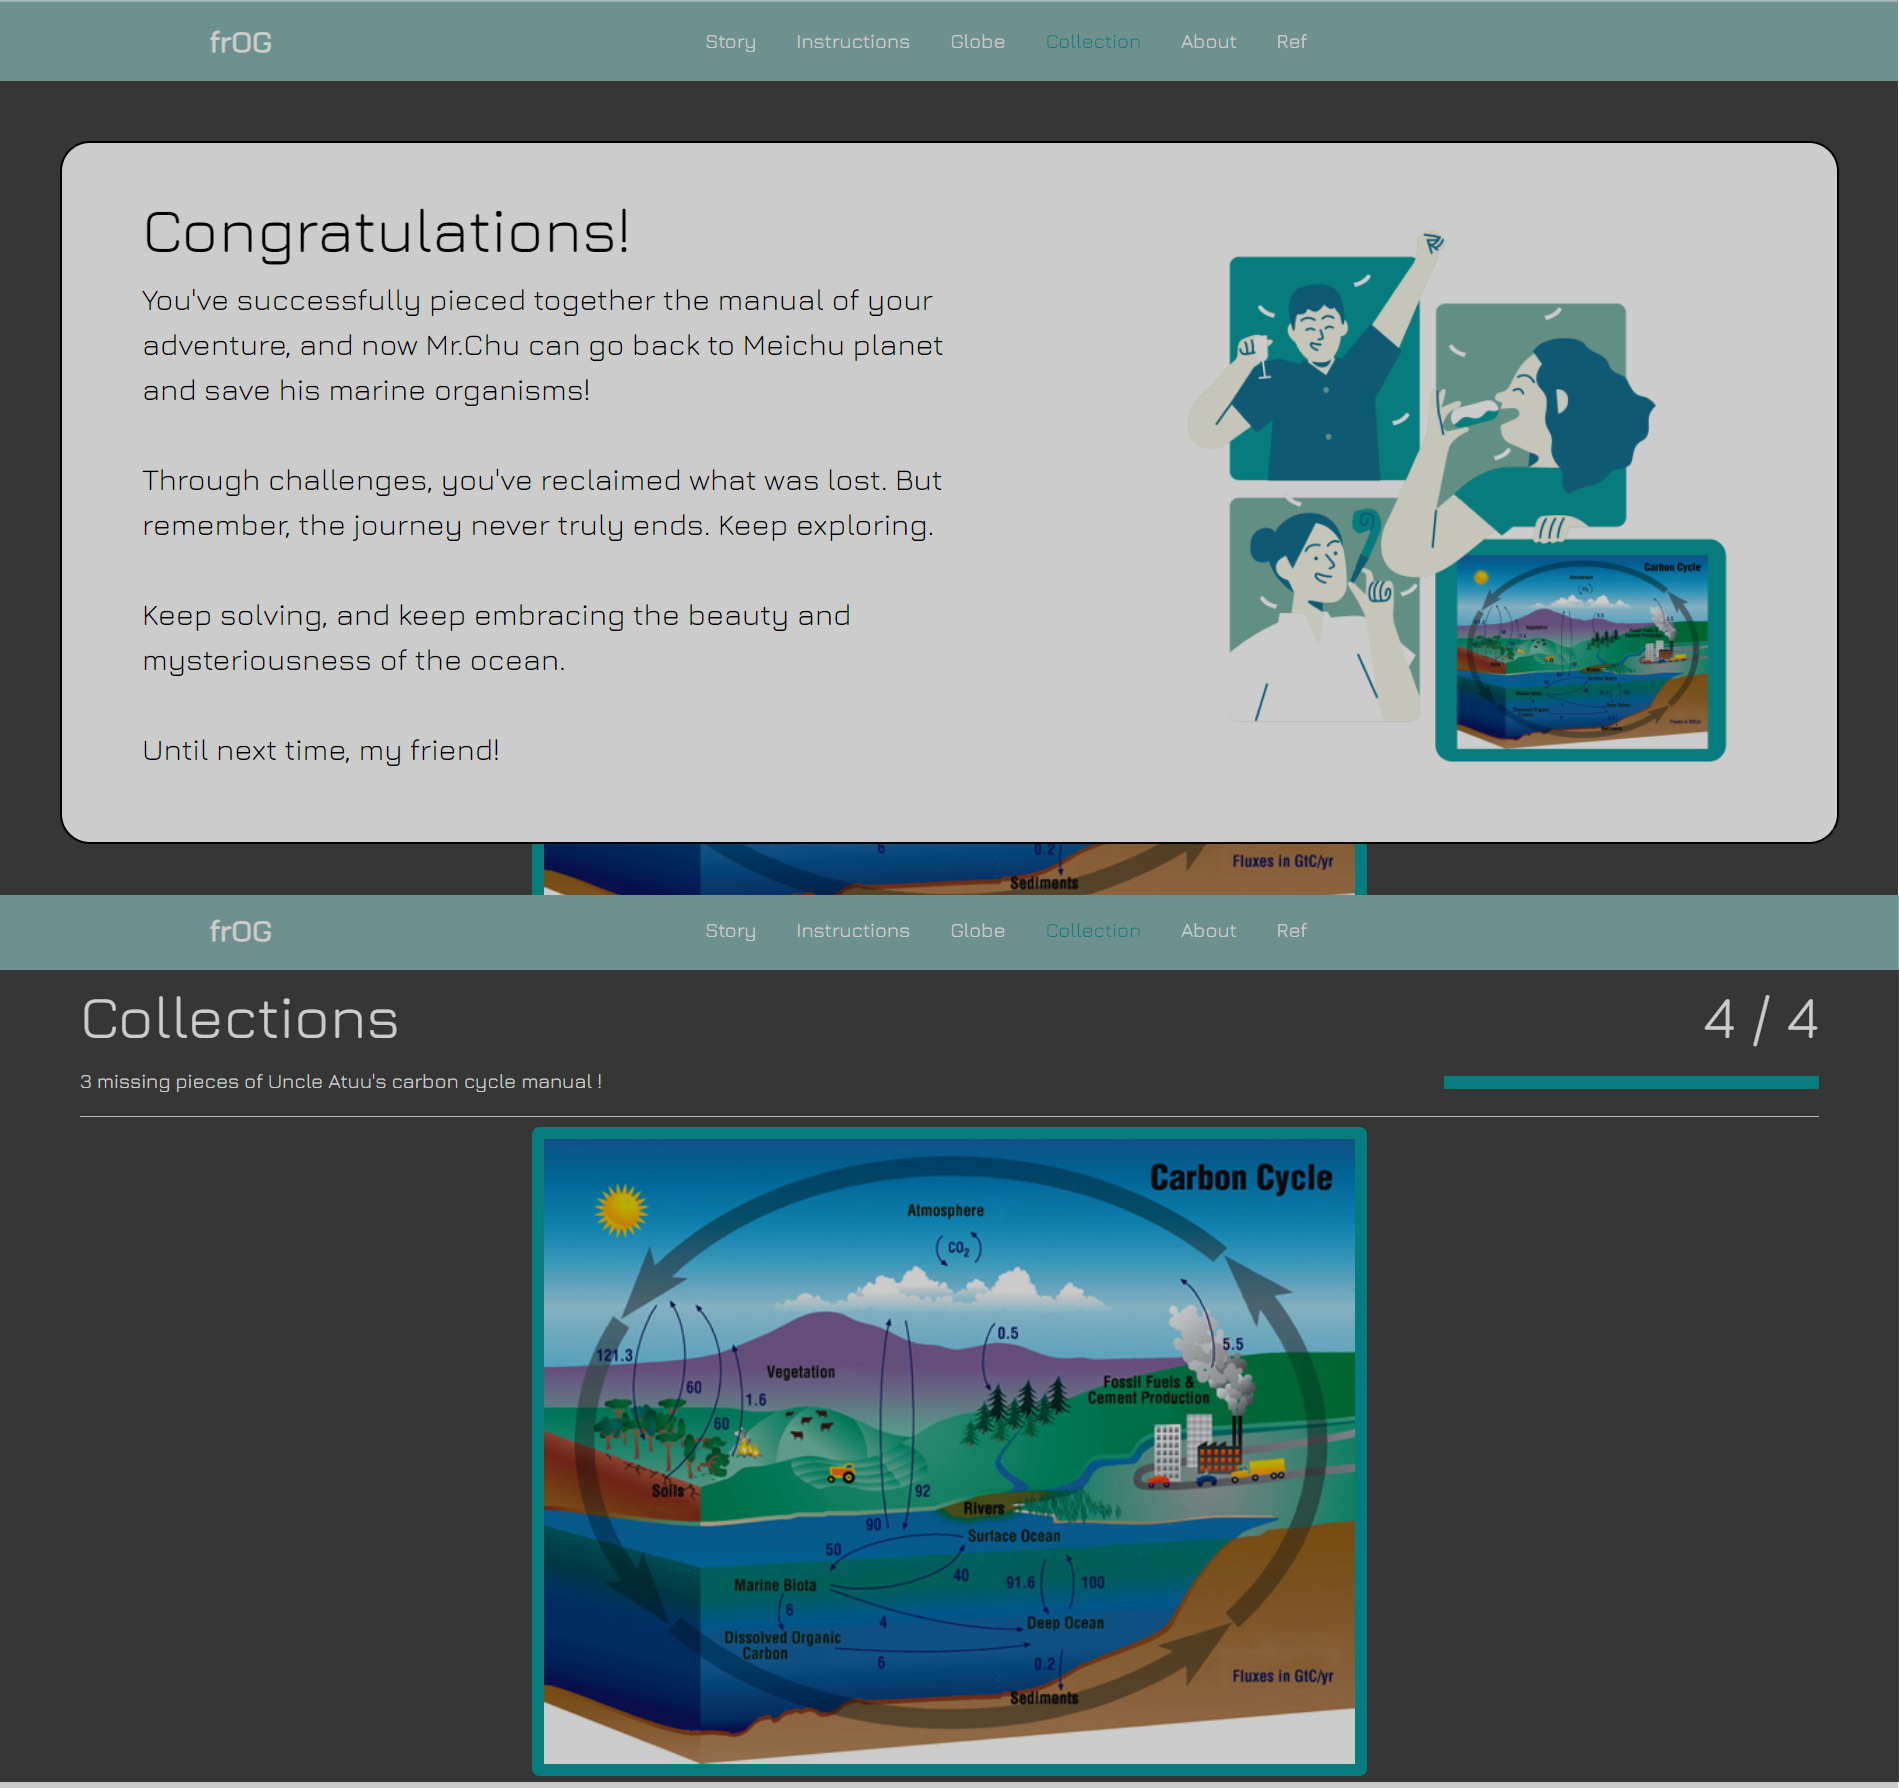 frOG
Story Instructions Globe Collection About Ref
Congratulations!
You've successfully pieced together the manual of your
adventure, and now Mr.Chu can go back to Meichu planet
and save his marine organisms!
Through challenges, you've reclaimed what was lost. But
remember, the journey never truly ends. Keep exploring.
Keep solving, and keep embracing the beauty and
mysteriousness of the ocean.
Until next time, my friend!
Carbon Cycle
6
0.2
Fluxes in GtC/yr
Sediments
frOG
Story Instructions Globe Collection About Ref
Collections
4 / 4
3 missing pieces of Uncle Atuu's carbon cycle manual !
Carbon Cycle
Atmosphere
CO2
0.5
5.5
121.3
Vegetation
60
1.6
60
Fossil Fuels &
Cement Production
Soils
92
Rivers
90
Surface Ocean
50
40
Marine Biota
91.6
100
6
4
Deep Ocean
Dissolved Organic
Carbon
6
0.2
Fluxes in GtC/yr
Sediments